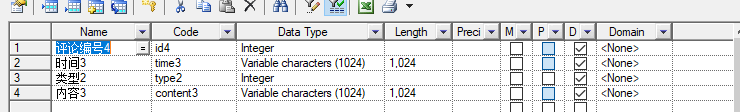 Name Code Data Type Length Preci M P D Domain
1 评论编号4 = id4 Integer <None>
2 时间3 time3 Variable characters (1024) 1,024 <None>
3 类型2 type2 Integer <None>
4 内容3 content3 Variable characters (1024) 1,024 <None>